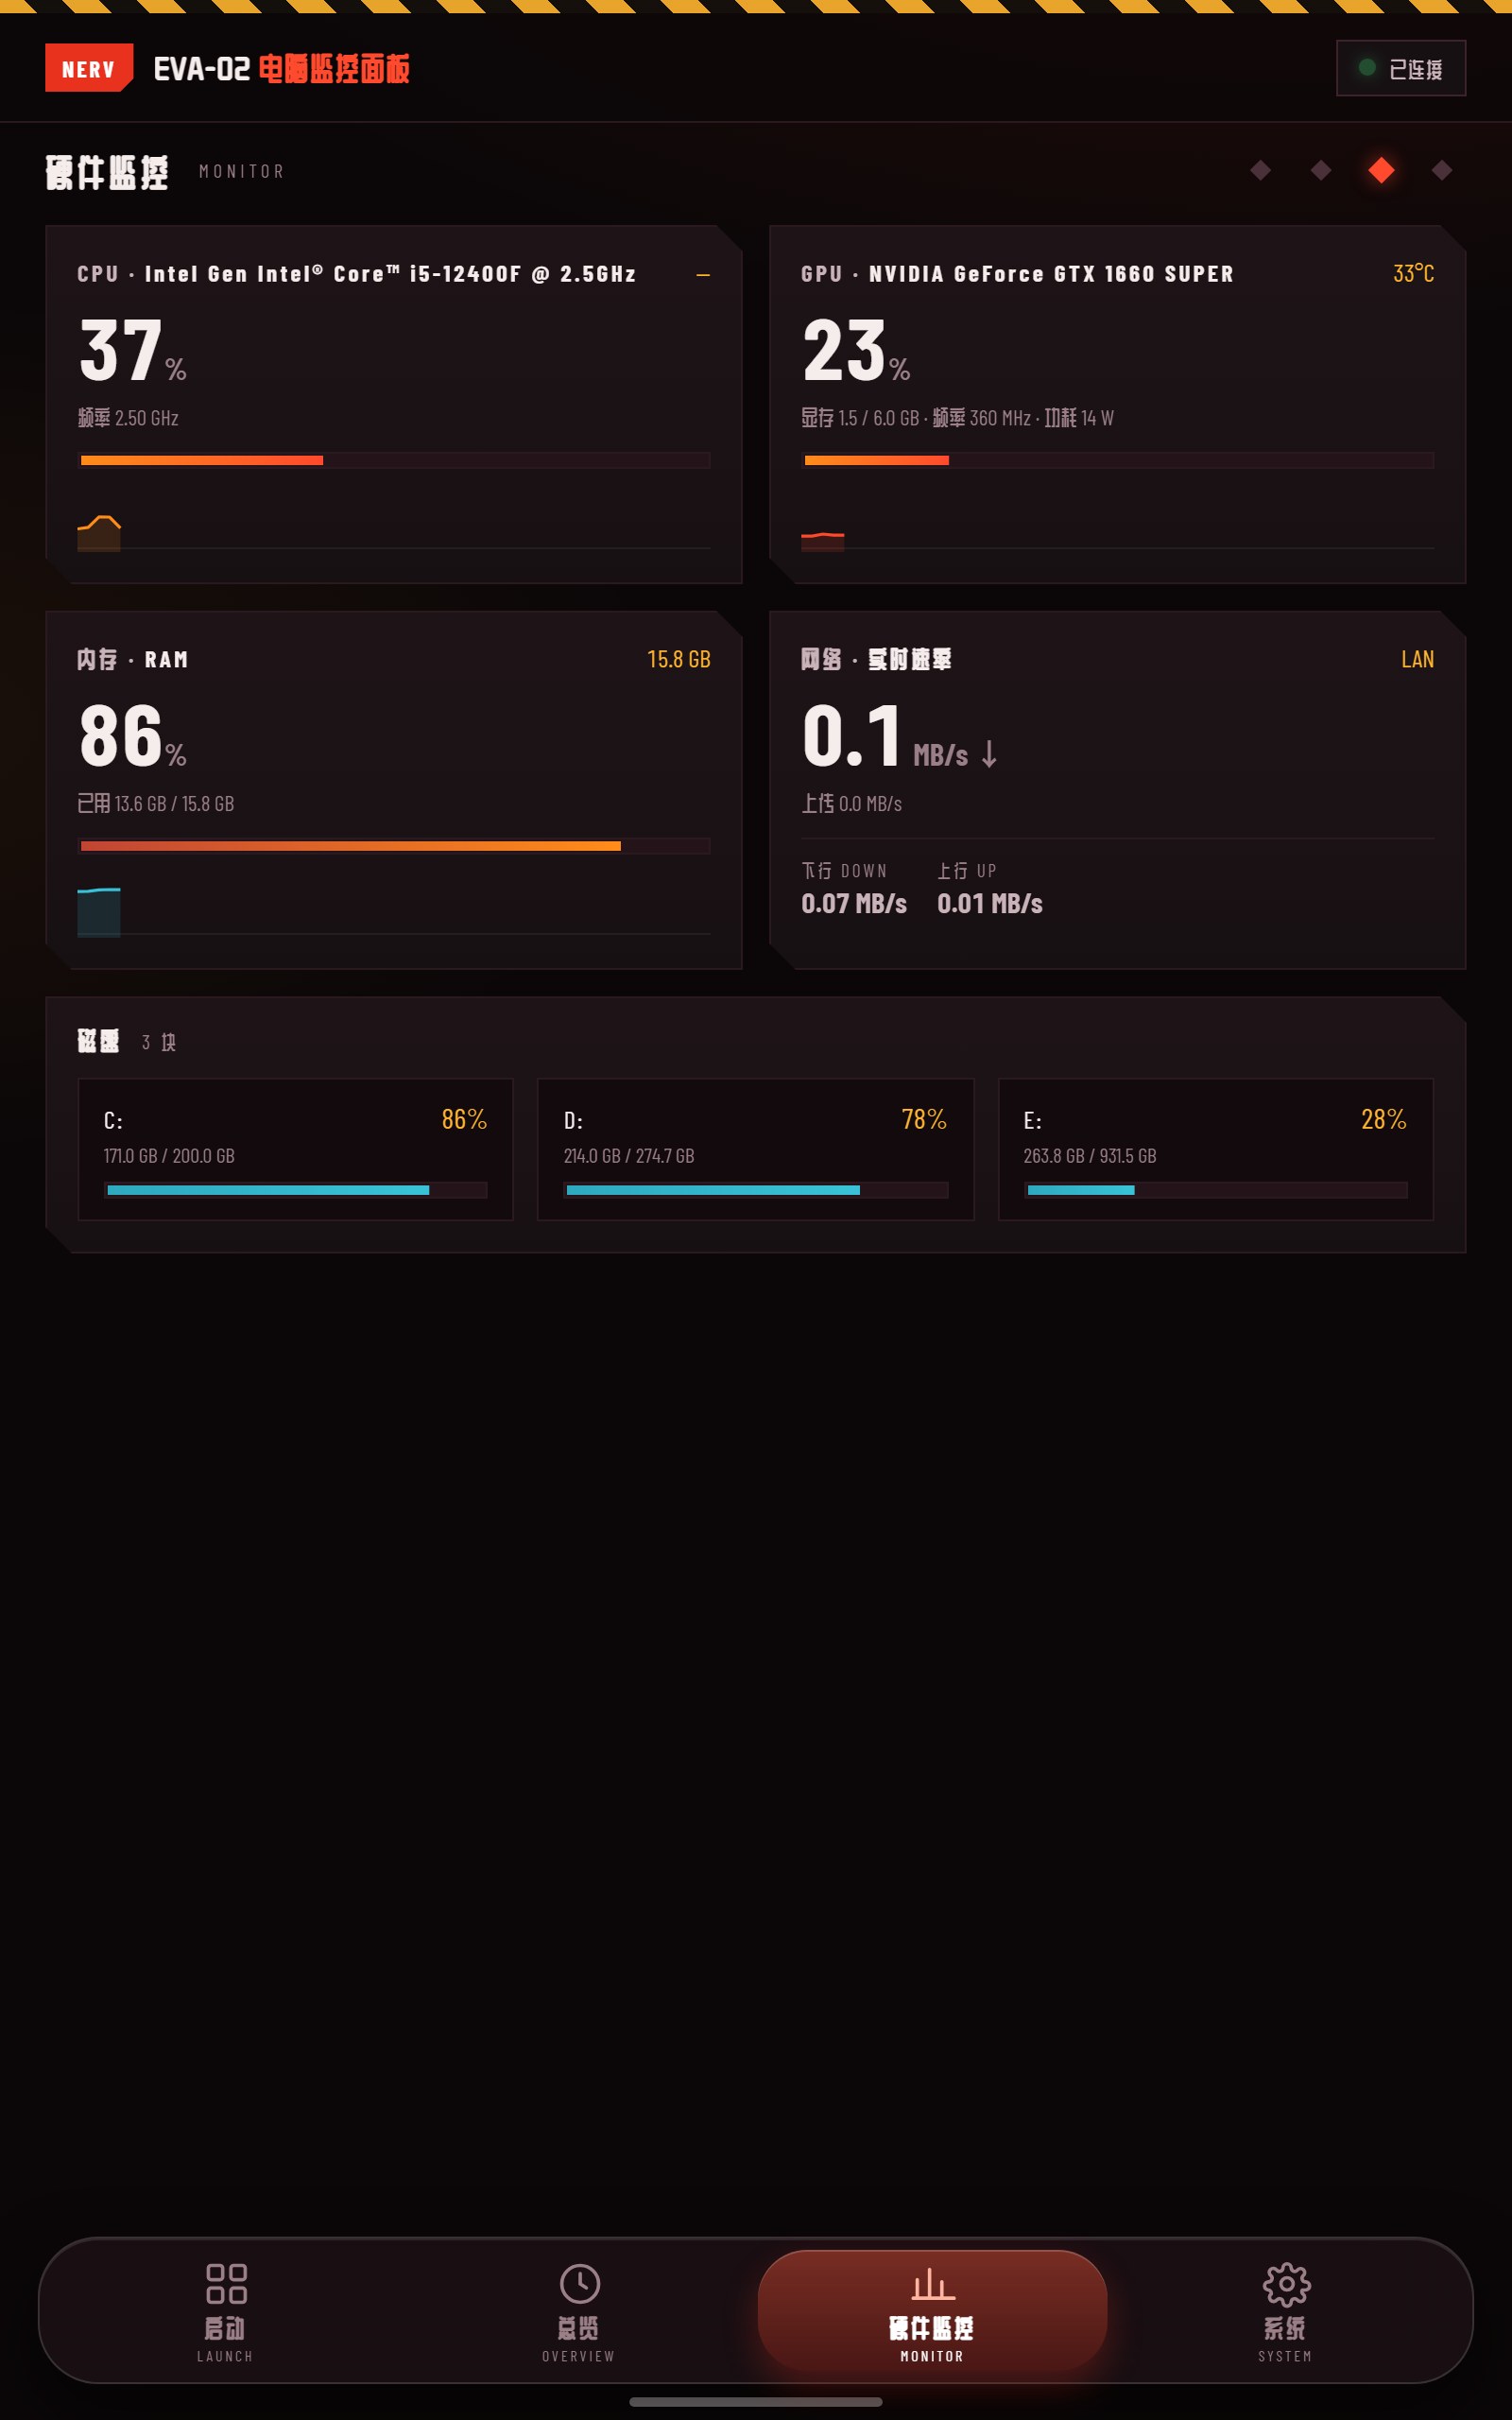 NERV EVA-02 电脑监控面板 已连接
硬件监控 MONITOR
CPU · Intel Gen Intel® Core™ i5-12400F @ 2.5GHz —
37%
频率 2.50 GHz
GPU · NVIDIA GeForce GTX 1660 SUPER 33°C
23%
显存 1.5 / 6.0 GB · 频率 360 MHz · 功耗 14 W
内存 · RAM 15.8 GB
86%
已用 13.6 GB / 15.8 GB
网络 · 实时速率 LAN
0.1 MB/s ↓
上传 0.0 MB/s
下行 DOWN 上行 UP
0.07 MB/s 0.01 MB/s
磁盘 3 块
C: 86%
171.0 GB / 200.0 GB
D: 78%
214.0 GB / 274.7 GB
E: 28%
263.8 GB / 931.5 GB
启动 总览 硬件监控 系统
LAUNCH OVERVIEW MONITOR SYSTEM